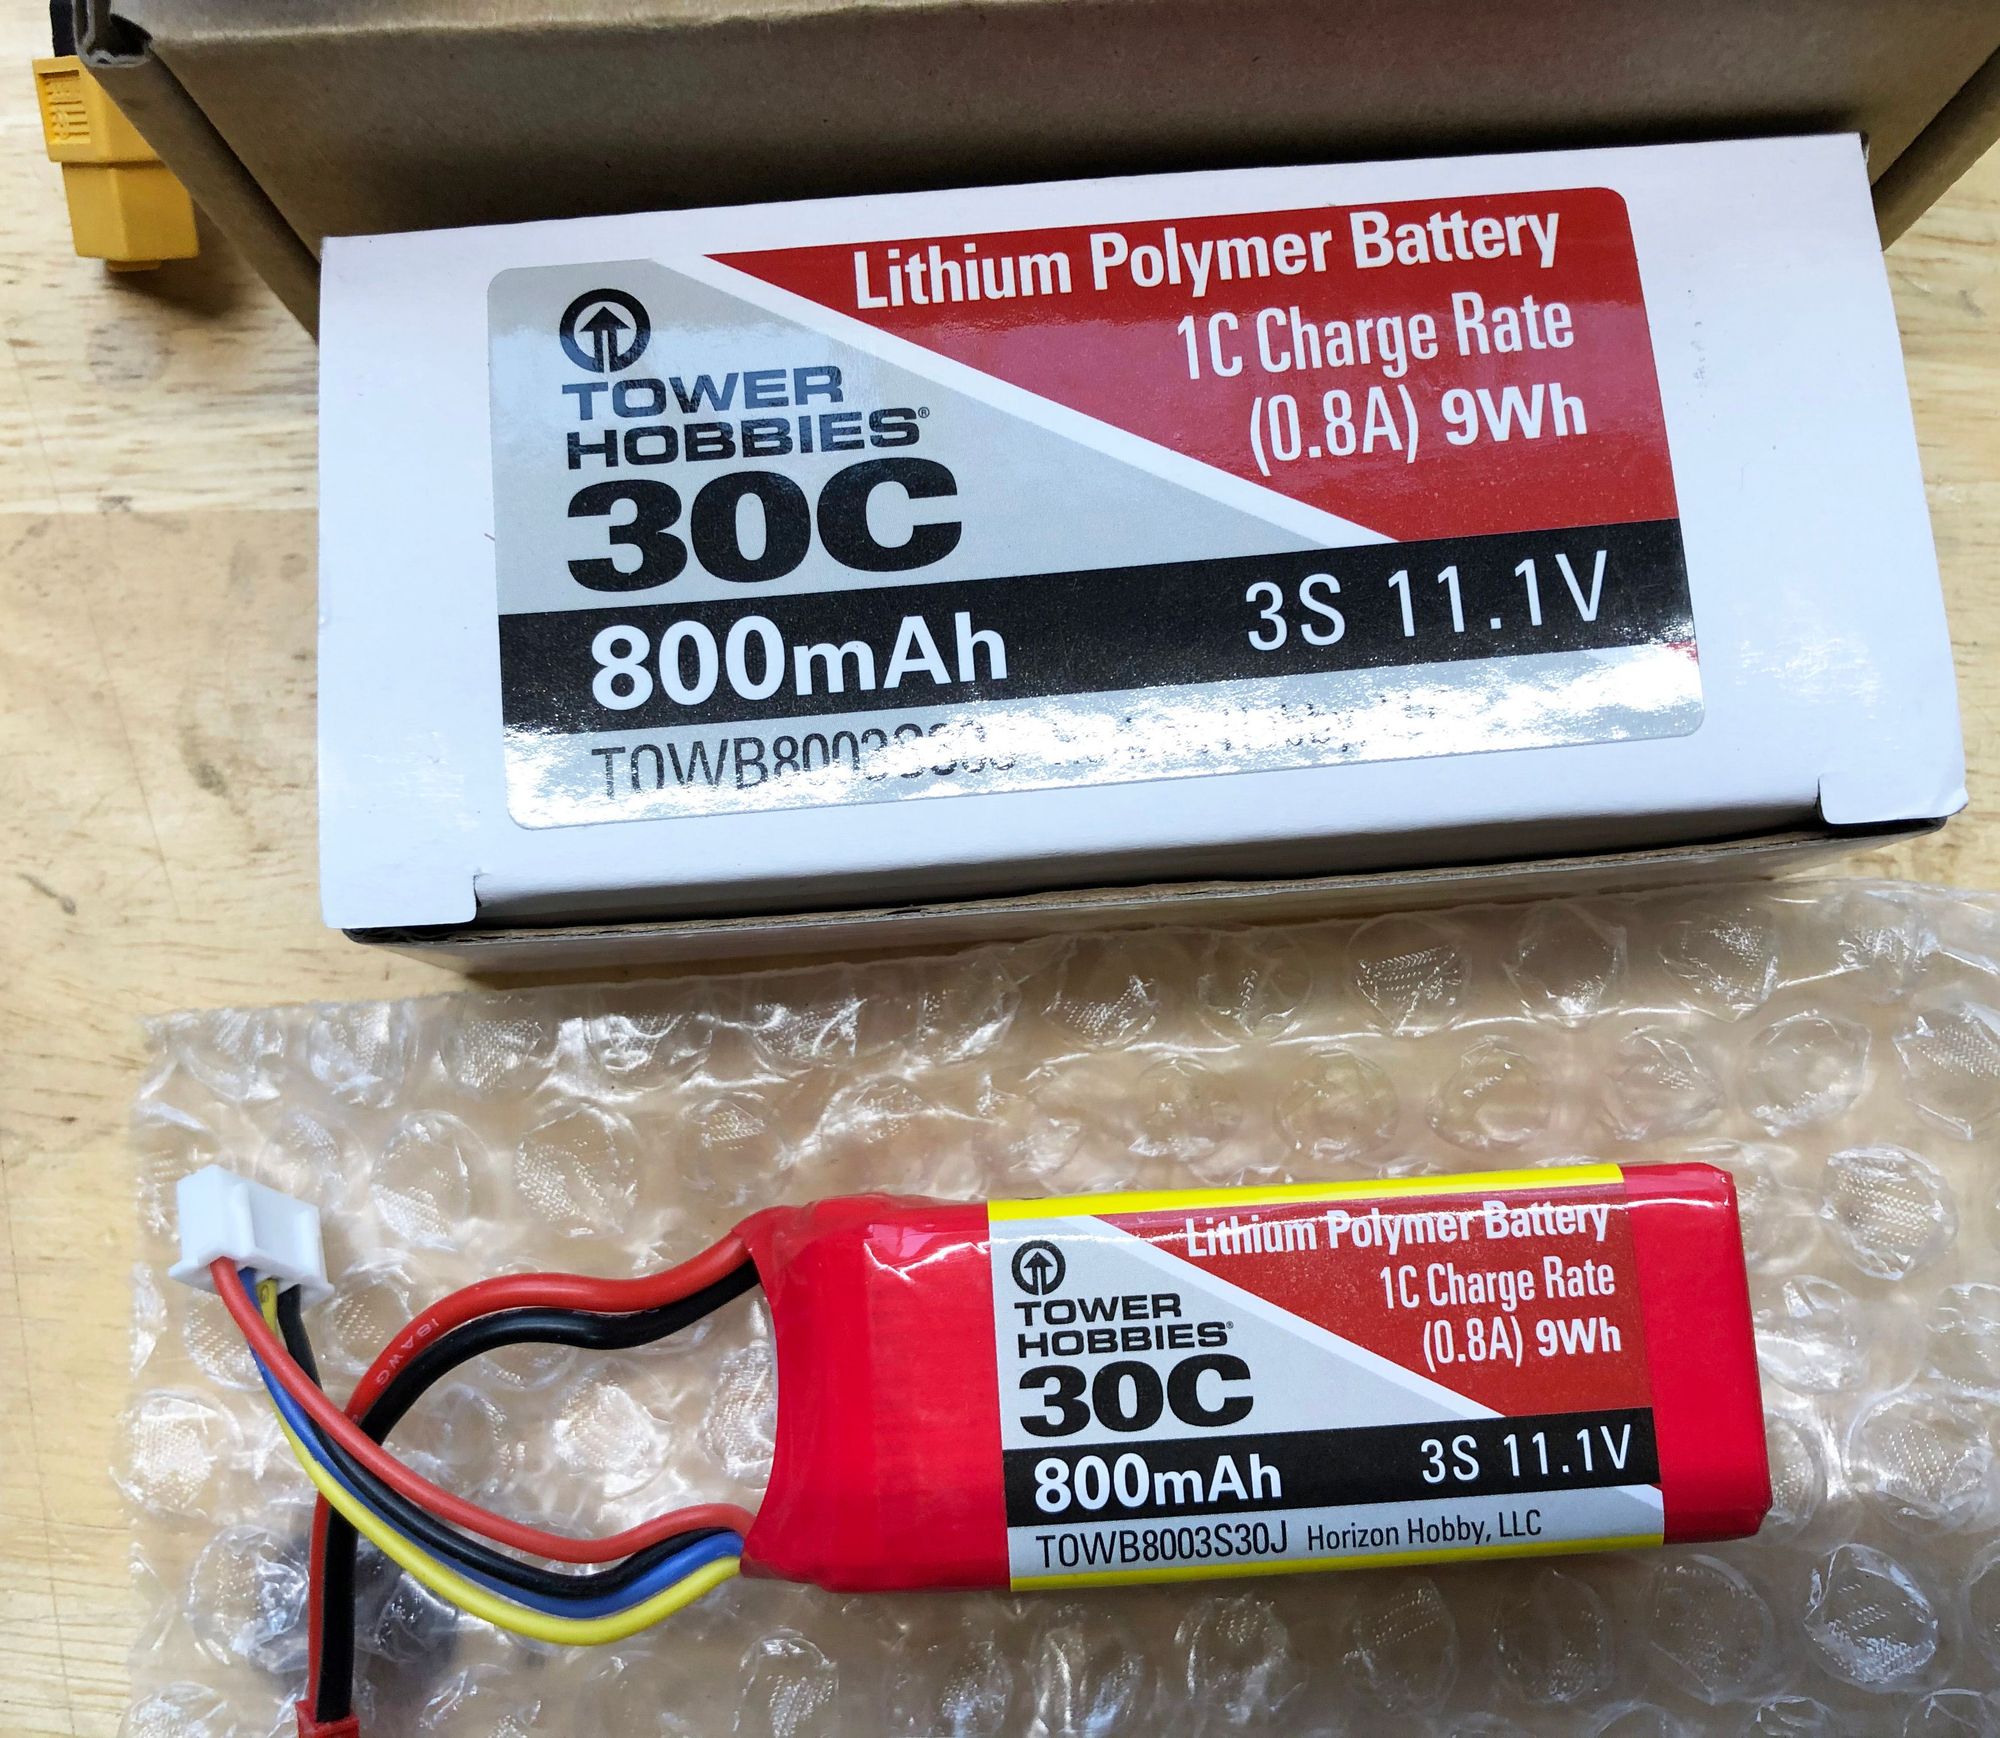 Lithium Polymer Battery
1C Charge Rate
(0.8A) 9Wh
TOWER
HOBBIES®
30C
800mAh
3S 11.1V
18AWG
Lithium Polymer Battery
1C Charge Rate
(0.8A) 9Wh
TOWER
HOBBIES®
30C
800mAh
3S 11.1V
TOWB8003S30J Horizon Hobby, LLC